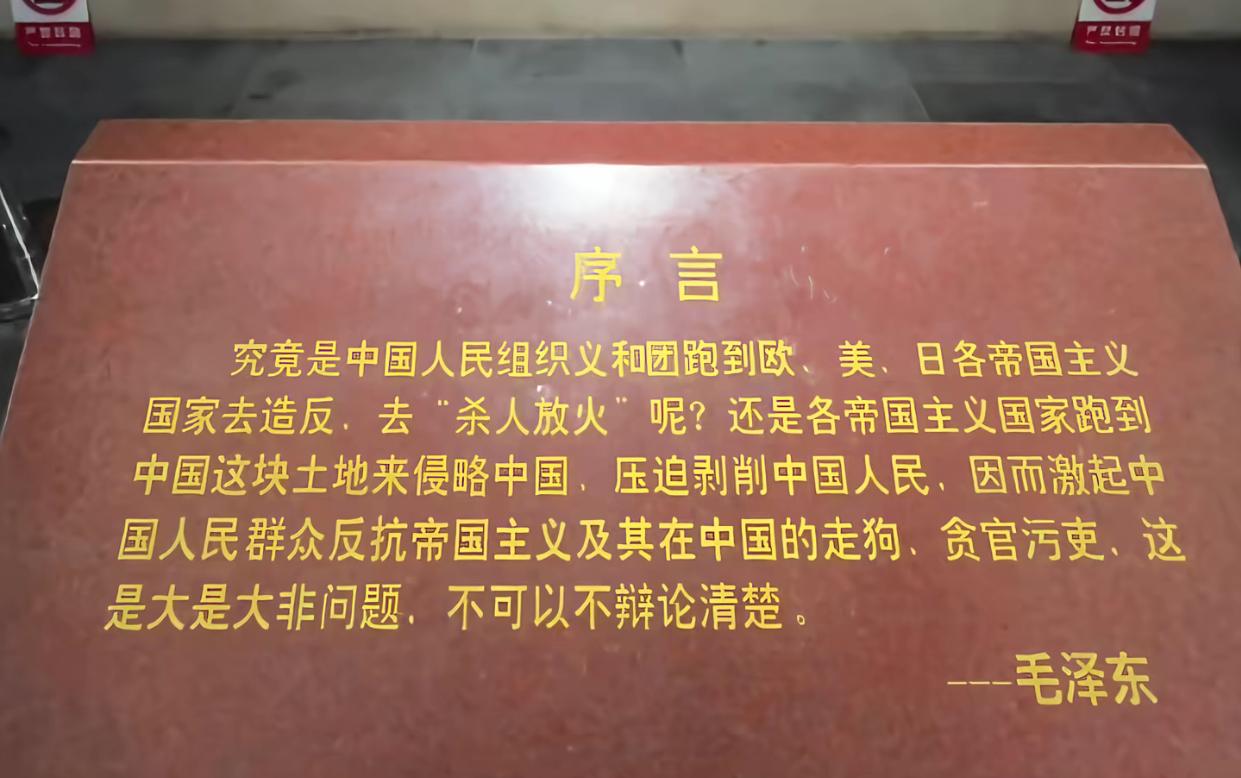 序言
究竟是中国人民组织义和团跑到欧、美、日各帝国主义
国家去造反，去“杀人放火”呢？还是各帝国主义国家跑到
中国这块土地来侵略中国，压迫剥削中国人民，因而激起中
国人民群众反抗帝国主义及其在中国的走狗、贪官污吏，这
是大是大非问题，不可以不辩论清楚。
---毛泽东